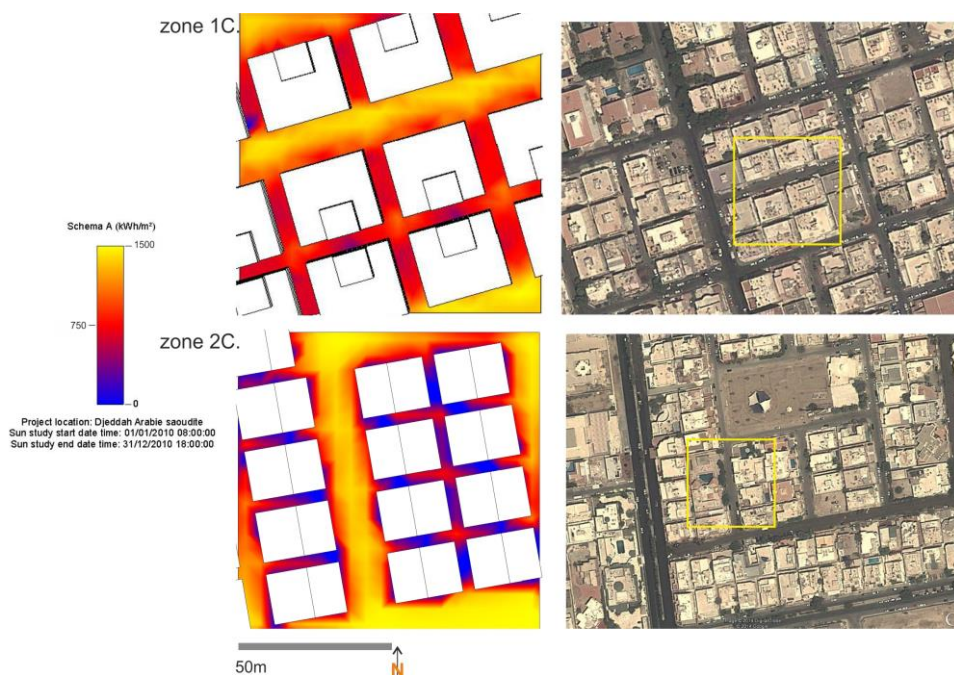 zone 1C.
Schema A (kWh/m²)
1500
750
0
Project location: Djeddah Arabie saoudite
Sun study start date time: 01/01/2010 08:00:00
Sun study end date time: 31/12/2010 18:00:00
zone 2C.
50m
N